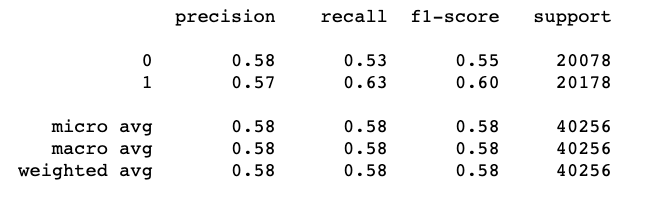 precision recall f1-score support
0 0.58 0.53 0.55 20078
1 0.57 0.63 0.60 20178
micro avg 0.58 0.58 0.58 40256
macro avg 0.58 0.58 0.58 40256
weighted avg 0.58 0.58 0.58 40256